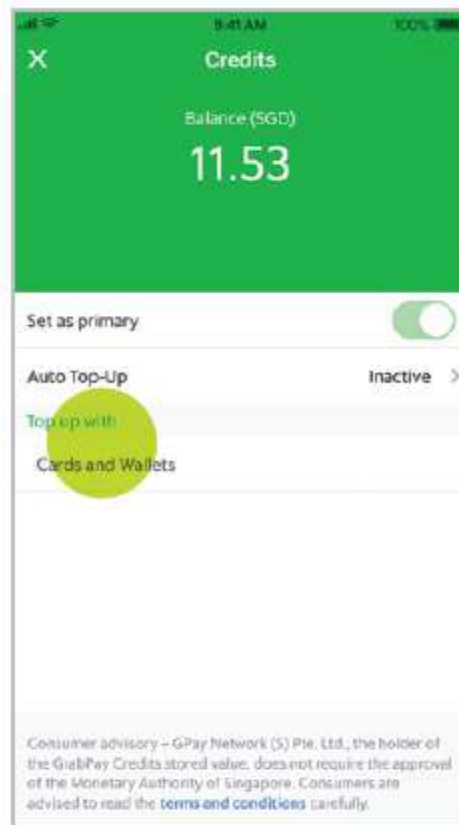 9:41 AM 100%
Credits
Balance (SGD)
11.53
Set as primary
Auto Top-Up Inactive >
Top up with
Cards and Wallets
Consumer advisory – GPay Network (S) Pte. Ltd., the holder of
the GrabPay Credits stored value, does not require the approval
of the Monetary Authority of Singapore. Consumers are
advised to read the terms and conditions carefully.